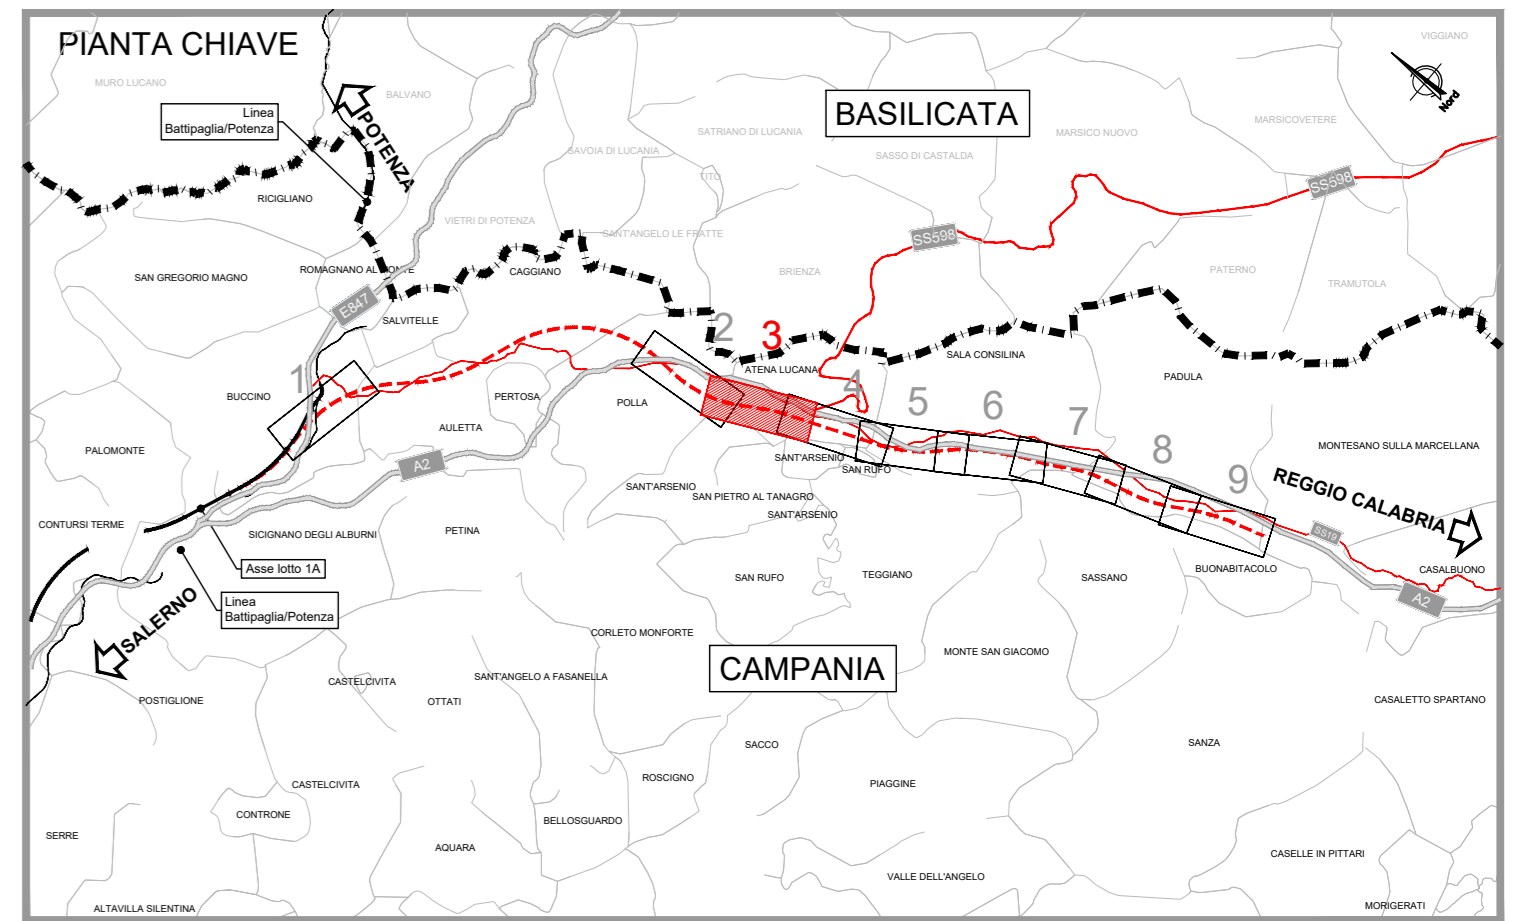 PIANTA CHIAVE
VIGGIANO
MURO LUCANO
BALVANO
Linea
Battipaglia/Potenza
POTENZA
BASILICATA
Nord
SATRIANO DI LUCANIA
MARSICO NUOVO
MARSICOVETERE
SAVOIA DI LUCANIA
SASSO DI CASTALDA
TITO
SS598
RICIGLIANO
VIETRI DI POTENZA
SANT'ANGELO LE FRATTE
SS598
SAN GREGORIO MAGNO
ROMAGNANO AL MONTE
CAGGIANO
BRIENZA
PATERNO
TRAMUTOLA
E847
SALVITELLE
2
3
SALA CONSILINA
ATENA LUCANA
PADULA
1
BUCCINO
PERTOSA
POLLA
4
5
6
7
AULETTA
PALOMONTE
A2
SANT'ARSENIO
SAN RUFO
8
9
MONTESANO SULLA MARCELLANA
SANT'ARSENIO
SAN PIETRO AL TANAGRO
SANT'ARSENIO
REGGIO CALABRIA
CONTURSI TERME
SICIGNANO DEGLI ALBURNI
PETINA
SS19
Asse lotto 1A
SAN RUFO
TEGGIANO
SASSANO
BUONABITACOLO
CASALBUONO
A2
Linea
Battipaglia/Potenza
SALERNO
CORLETO MONFORTE
MONTE SAN GIACOMO
CAMPANIA
CASTELCIVITA
SANT'ANGELO A FASANELLA
POSTIGLIONE
OTTATI
CASALETTO SPARTANO
SACCO
SANZA
ROSCIGNO
PIAGGINE
CASTELCIVITA
CONTRONE
BELLOSGUARDO
SERRE
AQUARA
CASELLE IN PITTARI
VALLE DELL'ANGELO
ALTAVILLA SILENTINA
MORIGERATI